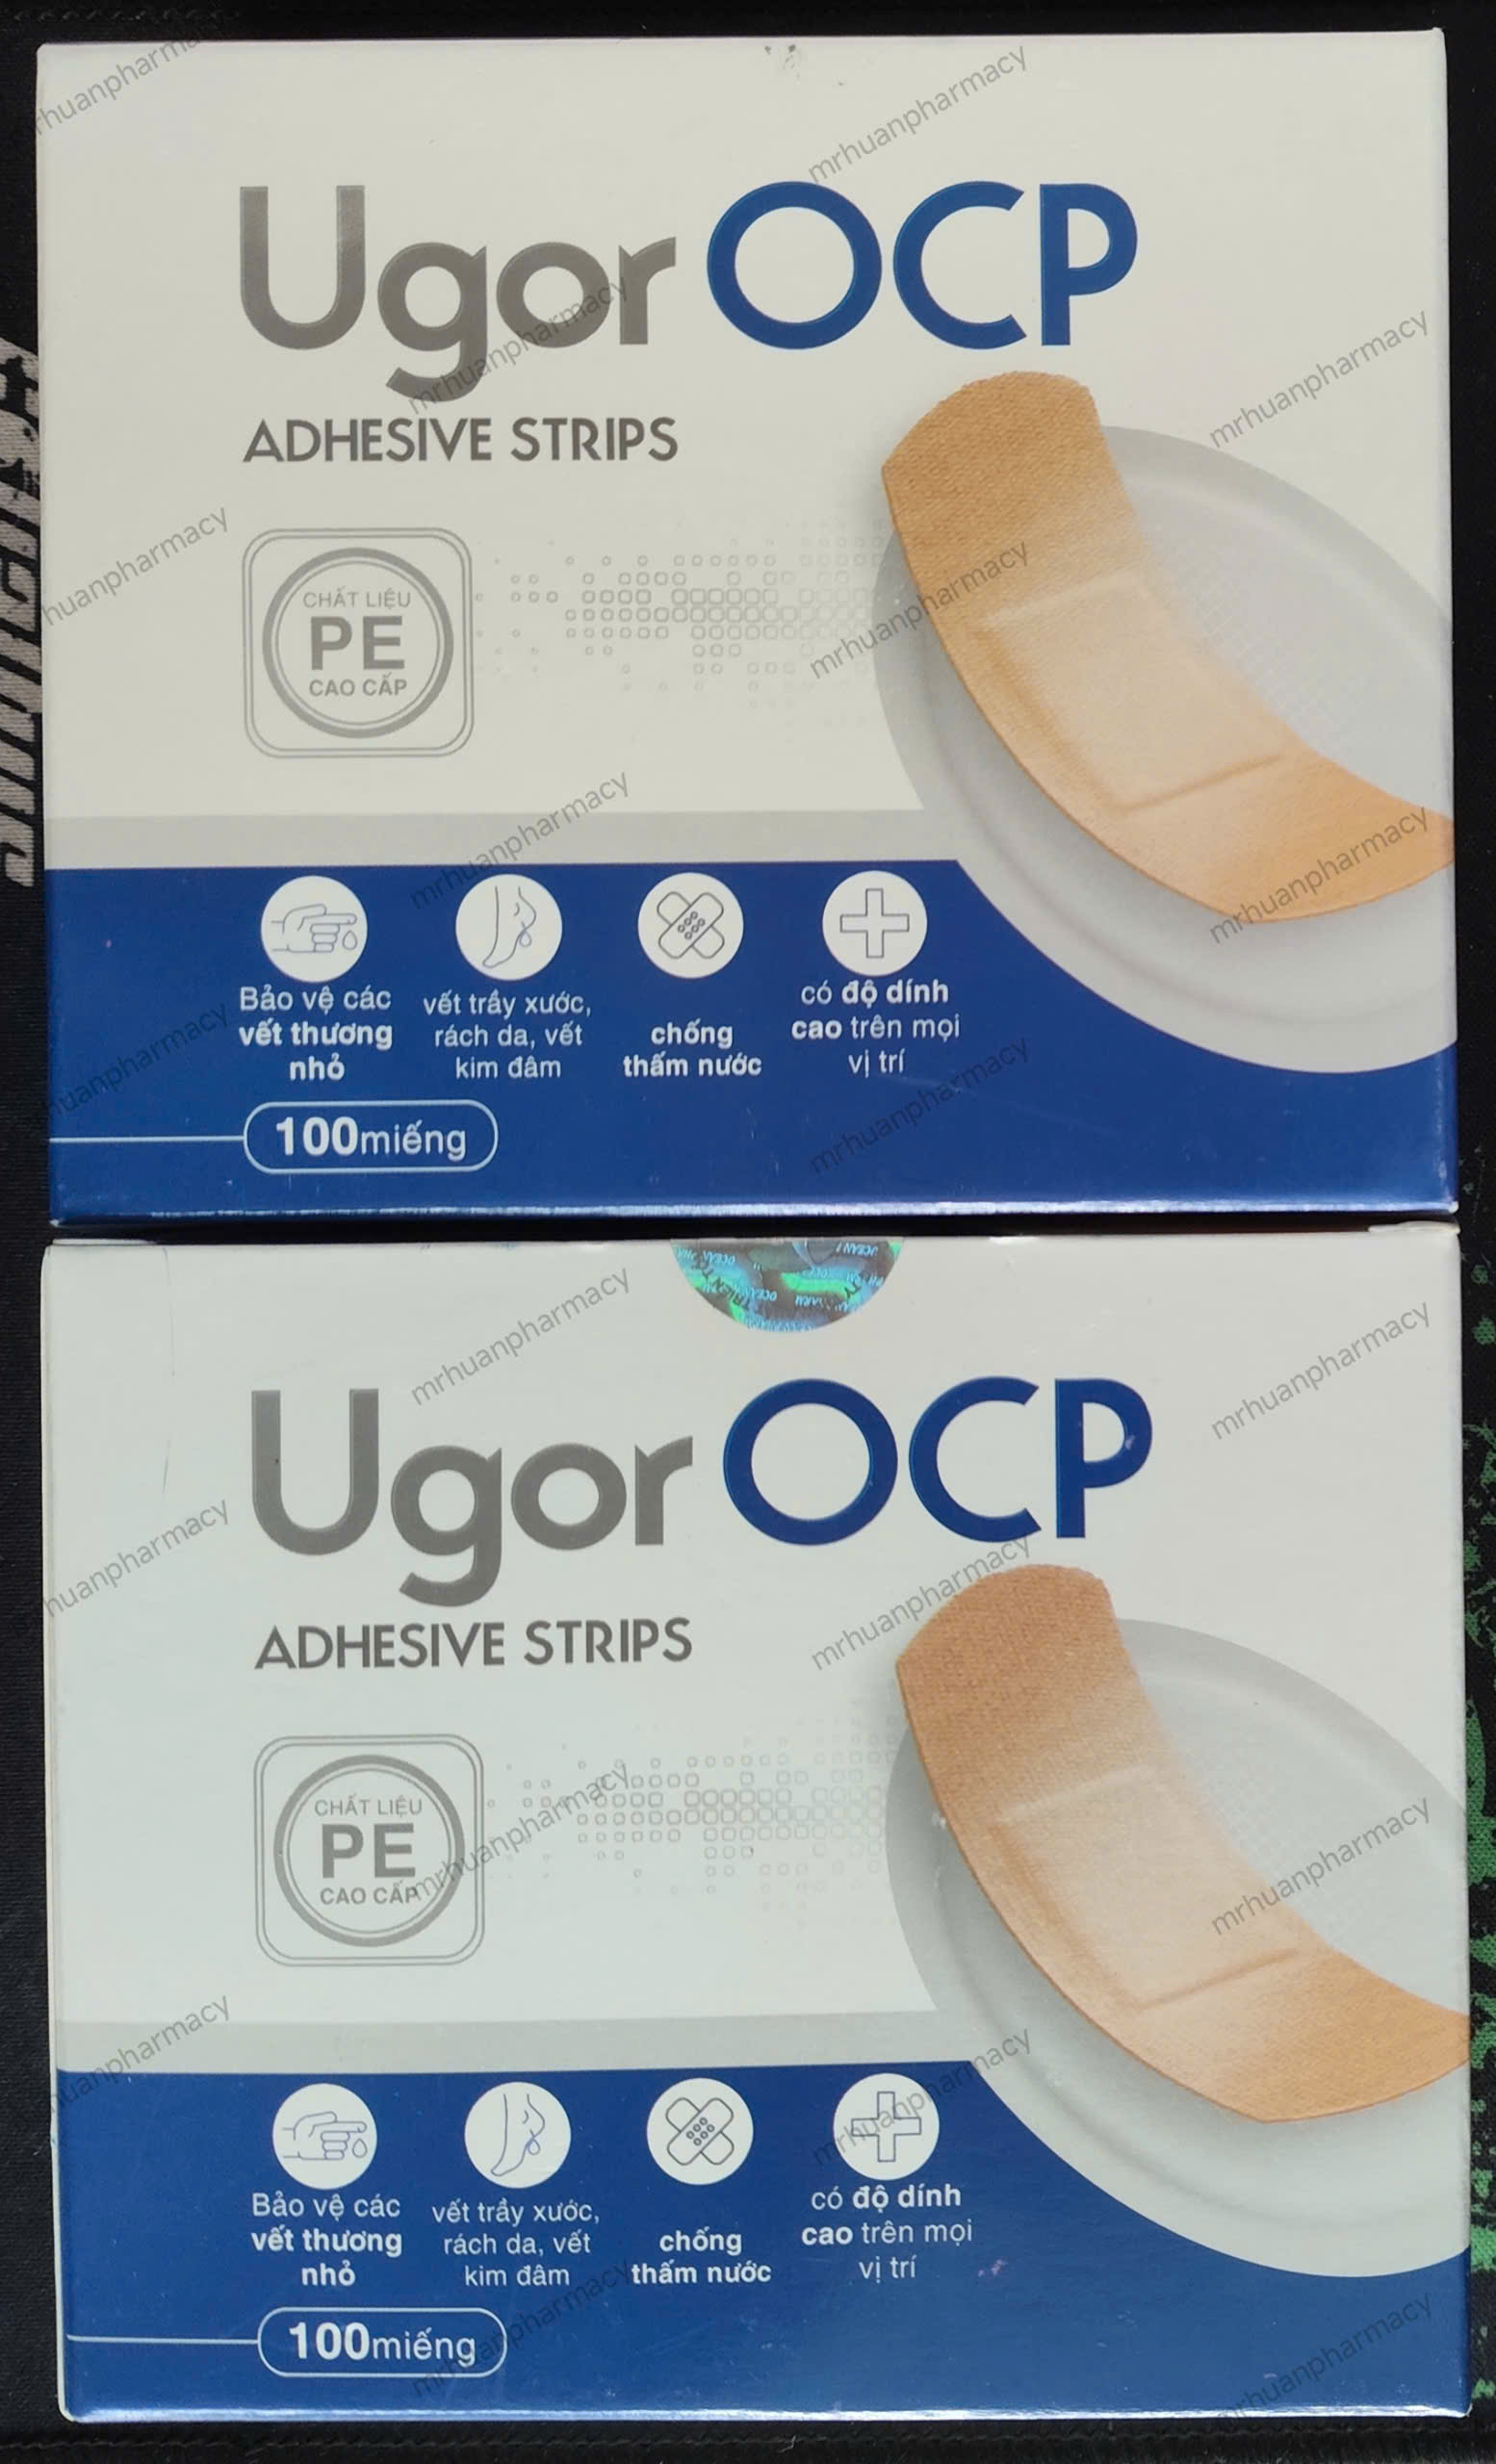 Ugor OCP
ADHESIVE STRIPS
CHẤT LIỆU
PE
CAO CẤP
Bảo vệ các
vết thương
nhỏ
vết trầy xước,
rách da, vết
kim đâm
chống
thấm nước
có độ dính
cao trên mọi
vị trí
100miếng
Ugor OCP
ADHESIVE STRIPS
CHẤT LIỆU
PE
CAO CẤP
Bảo vệ các
vết thương
nhỏ
vết trầy xước,
rách da, vết
kim đâm
chống
thấm nước
có độ dính
cao trên mọi
vị trí
100miếng
mrhuanpharmacy